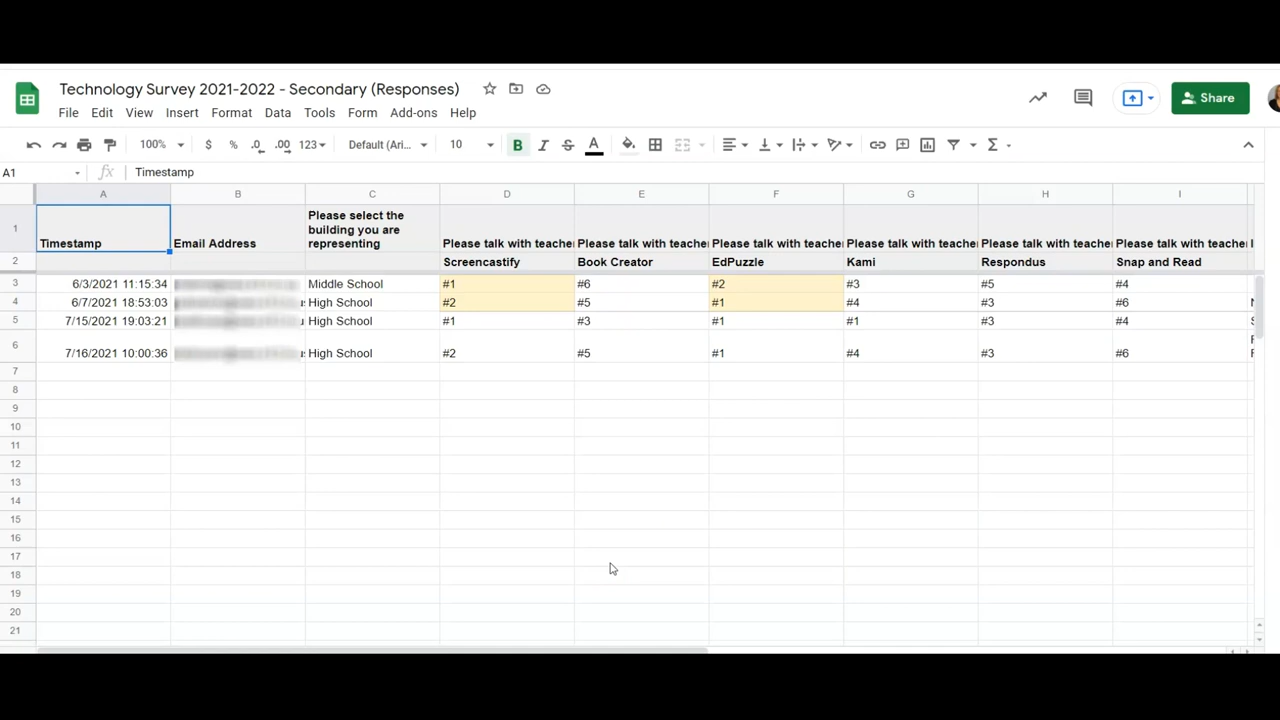 Technology Survey 2021-2022 - Secondary (Responses)
File Edit View Insert Format Data Tools Form Add-ons Help
Share
100% $ % .0 .00 123 Default (Ari... 10 B I S A Σ
A1 fx Timestamp
A B C D E F G H I
1 Timestamp Email Address Please select the building you are representing Please talk with teache Please talk with teache Please talk with teache Please talk with teache Please talk with teache Please talk with teache
2 Screencastify Book Creator EdPuzzle Kami Respondus Snap and Read
3 6/3/2021 11:15:34 Middle School #1 #6 #2 #3 #5 #4
4 6/7/2021 18:53:03 High School #2 #5 #1 #4 #3 #6
5 7/15/2021 19:03:21 High School #1 #3 #1 #1 #3 #4
6 7/16/2021 10:00:36 High School #2 #5 #1 #4 #3 #6
7
8
9
10
11
12
13
14
15
16
17
18
19
20
21